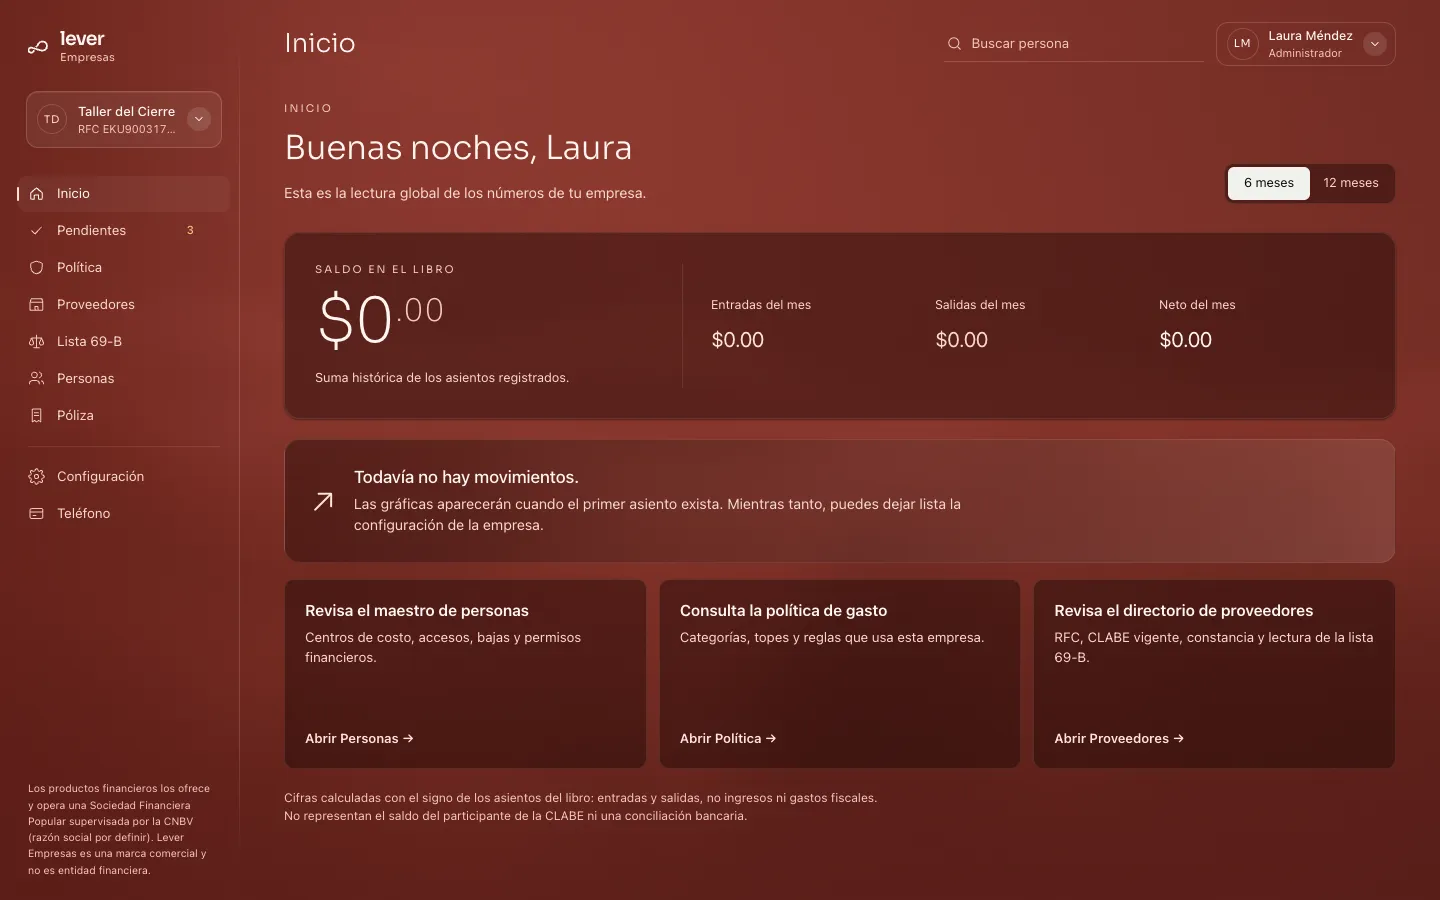 lever
Empresas
TD
Taller del Cierre
RFC EKU900317...
Inicio
Pendientes 3
Política
Proveedores
Lista 69-B
Personas
Póliza
Configuración
Teléfono
Los productos financieros los ofrece
y opera una Sociedad Financiera
Popular supervisada por la CNBV
(razón social por definir). Lever
Empresas es una marca comercial y
no es entidad financiera.
Inicio
Buscar persona
LM
Laura Méndez
Administrador
INICIO
Buenas noches, Laura
Esta es la lectura global de los números de tu empresa.
6 meses 12 meses
SALDO EN EL LIBRO
$0.00
Suma histórica de los asientos registrados.
Entradas del mes
$0.00
Salidas del mes
$0.00
Neto del mes
$0.00
Todavía no hay movimientos.
Las gráficas aparecerán cuando el primer asiento exista. Mientras tanto, puedes dejar lista la
configuración de la empresa.
Revisa el maestro de personas
Centros de costo, accesos, bajas y permisos
financieros.
Abrir Personas →
Consulta la política de gasto
Categorías, topes y reglas que usa esta empresa.
Abrir Política →
Revisa el directorio de proveedores
RFC, CLABE vigente, constancia y lectura de la lista
69-B.
Abrir Proveedores →
Cifras calculadas con el signo de los asientos del libro: entradas y salidas, no ingresos ni gastos fiscales.
No representan el saldo del participante de la CLABE ni una conciliación bancaria.